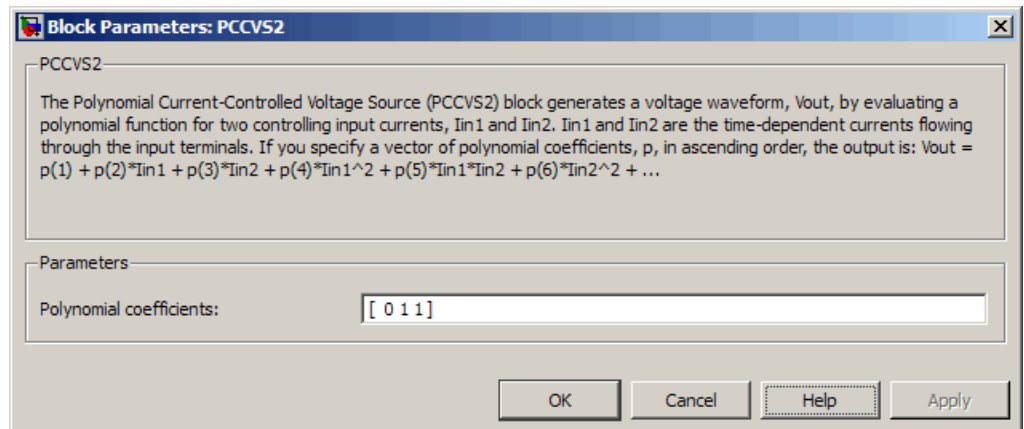 Block Parameters: PCCVS2
PCCVS2
The Polynomial Current-Controlled Voltage Source (PCCVS2) block generates a voltage waveform, Vout, by evaluating a
polynomial function for two controlling input currents, Iin1 and Iin2. Iin1 and Iin2 are the time-dependent currents flowing
through the input terminals. If you specify a vector of polynomial coefficients, p, in ascending order, the output is: Vout =
p(1) + p(2)*Iin1 + p(3)*Iin2 + p(4)*Iin1^2 + p(5)*Iin1*Iin2 + p(6)*Iin2^2 + ...
Parameters
Polynomial coefficients: [ 0 1 1]
OK Cancel Help Apply